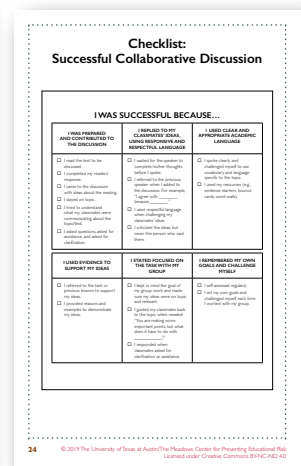 Checklist:
Successful Collaborative Discussion
I WAS SUCCESSFUL BECAUSE…
I WAS PREPARED
AND CONTRIBUTED TO
THE DISCUSSION
☐ I read the text to be
discussed.
☐ I completed my readers'
response.
☐ I came to the discussion
with ideas about the reading.
☐ I stayed on topic.
☐ I tried to understand
what my classmates were
communicating about the
topic/text.
☐ I asked questions, asked for
assistance, and asked for
clarification.
I REPLIED TO MY
CLASSMATES' IDEAS,
USING RESPONSIVE AND
RESPECTFUL LANGUAGE
☐ I waited for the speaker to
complete his/her thoughts
before I spoke.
☐ I referred to the previous
speaker when I added to
the discussion. For example,
"I agree with ________
because________."
☐ I used respectful language
when challenging my
classmates' ideas.
☐ I criticized the ideas but
never the person who said
them.
I USED CLEAR AND
APPROPRIATE ACADEMIC
LANGUAGE
☐ I spoke clearly and
challenged myself to use
vocabulary and language
specific to the topic.
☐ I used my resources (e.g.,
sentence starters, bounce
cards, word walls).
I USED EVIDENCE TO
SUPPORT MY IDEAS
☐ I referred to the text or
previous lessons to support
my ideas.
☐ I provided reasons and
examples to demonstrate
my ideas.
I STAYED FOCUSED ON
THE TASK WITH MY
GROUP
☐ I kept in mind the goal of
my group work and made
sure my ideas were on topic
and relevant.
☐ I guided my classmates back
to the topic when needed.
"You are making some
important points, but what
does it have to do with
________?"
☐ I responded when
classmates asked for
clarification or assistance.
I REMEMBERED MY OWN
GOALS AND CHALLENGE
MYSELF
☐ I self-assessed regularly.
☐ I set my own goals and
challenged myself each time
I worked with my group.
24
© 2019 The University of Texas at Austin/The Meadows Center for Preventing Educational Risk
Licensed under Creative Commons BY-NC-ND 4.0